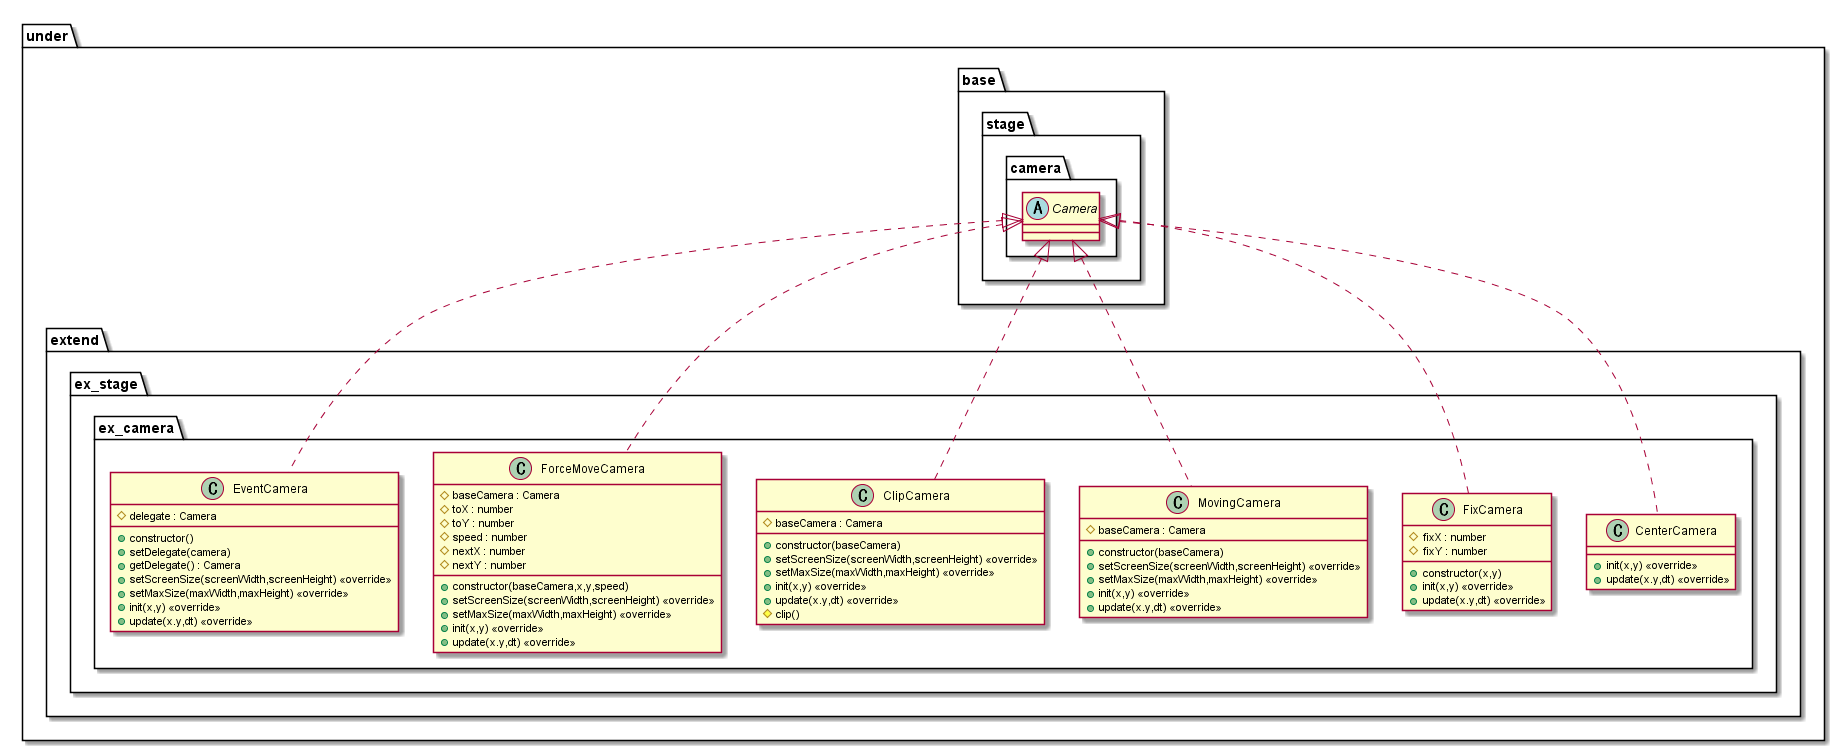 under
base
stage
camera
A Camera
extend
ex_stage
ex_camera
C EventCamera
delegate : Camera
constructor()
setDelegate(camera)
getDelegate() : Camera
setScreenSize(screenWidth,screenHeight) «override»
setMaxSize(maxWidth,maxHeight) «override»
init(x,y) «override»
update(x.y,dt) «override»
C ForceMoveCamera
baseCamera : Camera
toX : number
toY : number
speed : number
nextX : number
nextY : number
constructor(baseCamera,x,y,speed)
setScreenSize(screenWidth,screenHeight) «override»
setMaxSize(maxWidth,maxHeight) «override»
init(x,y) «override»
update(x.y,dt) «override»
C ClipCamera
baseCamera : Camera
constructor(baseCamera)
setScreenSize(screenWidth,screenHeight) «override»
setMaxSize(maxWidth,maxHeight) «override»
init(x,y) «override»
update(x.y,dt) «override»
clip()
C MovingCamera
baseCamera : Camera
constructor(baseCamera)
setScreenSize(screenWidth,screenHeight) «override»
setMaxSize(maxWidth,maxHeight) «override»
init(x,y) «override»
update(x.y,dt) «override»
C FixCamera
fixX : number
fixY : number
constructor(x,y)
init(x,y) «override»
update(x.y,dt) «override»
C CenterCamera
init(x,y) «override»
update(x.y,dt) «override»